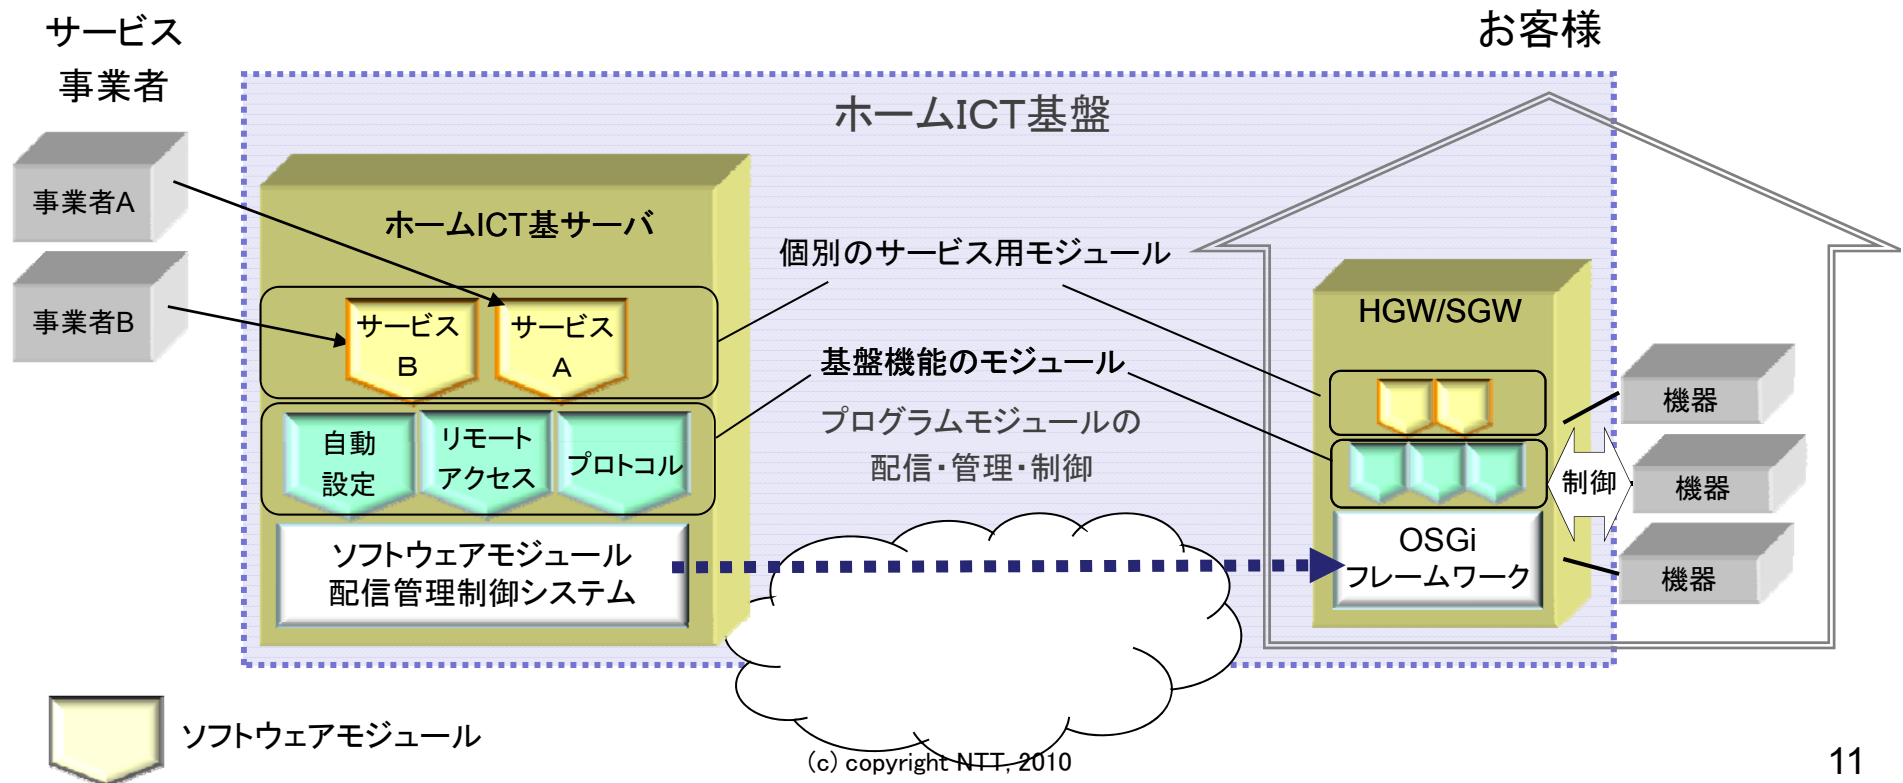 サービス
事業者
お客様
ホームICT基盤
事業者A
事業者B
ホームICT基サーバ
サービス
B
サービス
A
自動
設定
リモート
アクセス
プロトコル
ソフトウェアモジュール
配信管理制御システム
個別のサービス用モジュール
基盤機能のモジュール
プログラムモジュールの
配信・管理・制御
HGW/SGW
OSGi
フレームワーク
制御
機器
機器
機器
ソフトウェアモジュール
(c) copyright NTT, 2010
11